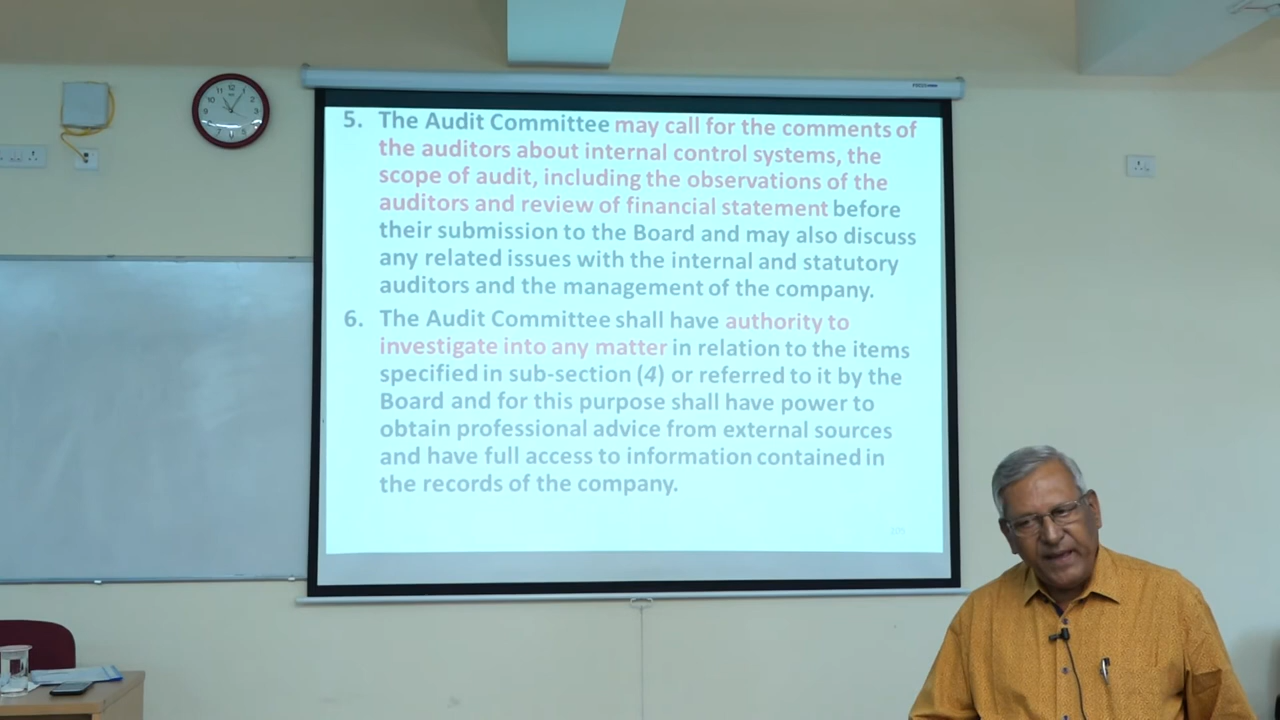 5. The Audit Committee may call for the comments of
the auditors about internal control systems, the
scope of audit, including the observations of the
auditors and review of financial statement before
their submission to the Board and may also discuss
any related issues with the internal and statutory
auditors and the management of the company.
6. The Audit Committee shall have authority to
investigate into any matter in relation to the items
specified in sub-section (4) or referred to it by the
Board and for this purpose shall have power to
obtain professional advice from external sources
and have full access to information contained in
the records of the company.